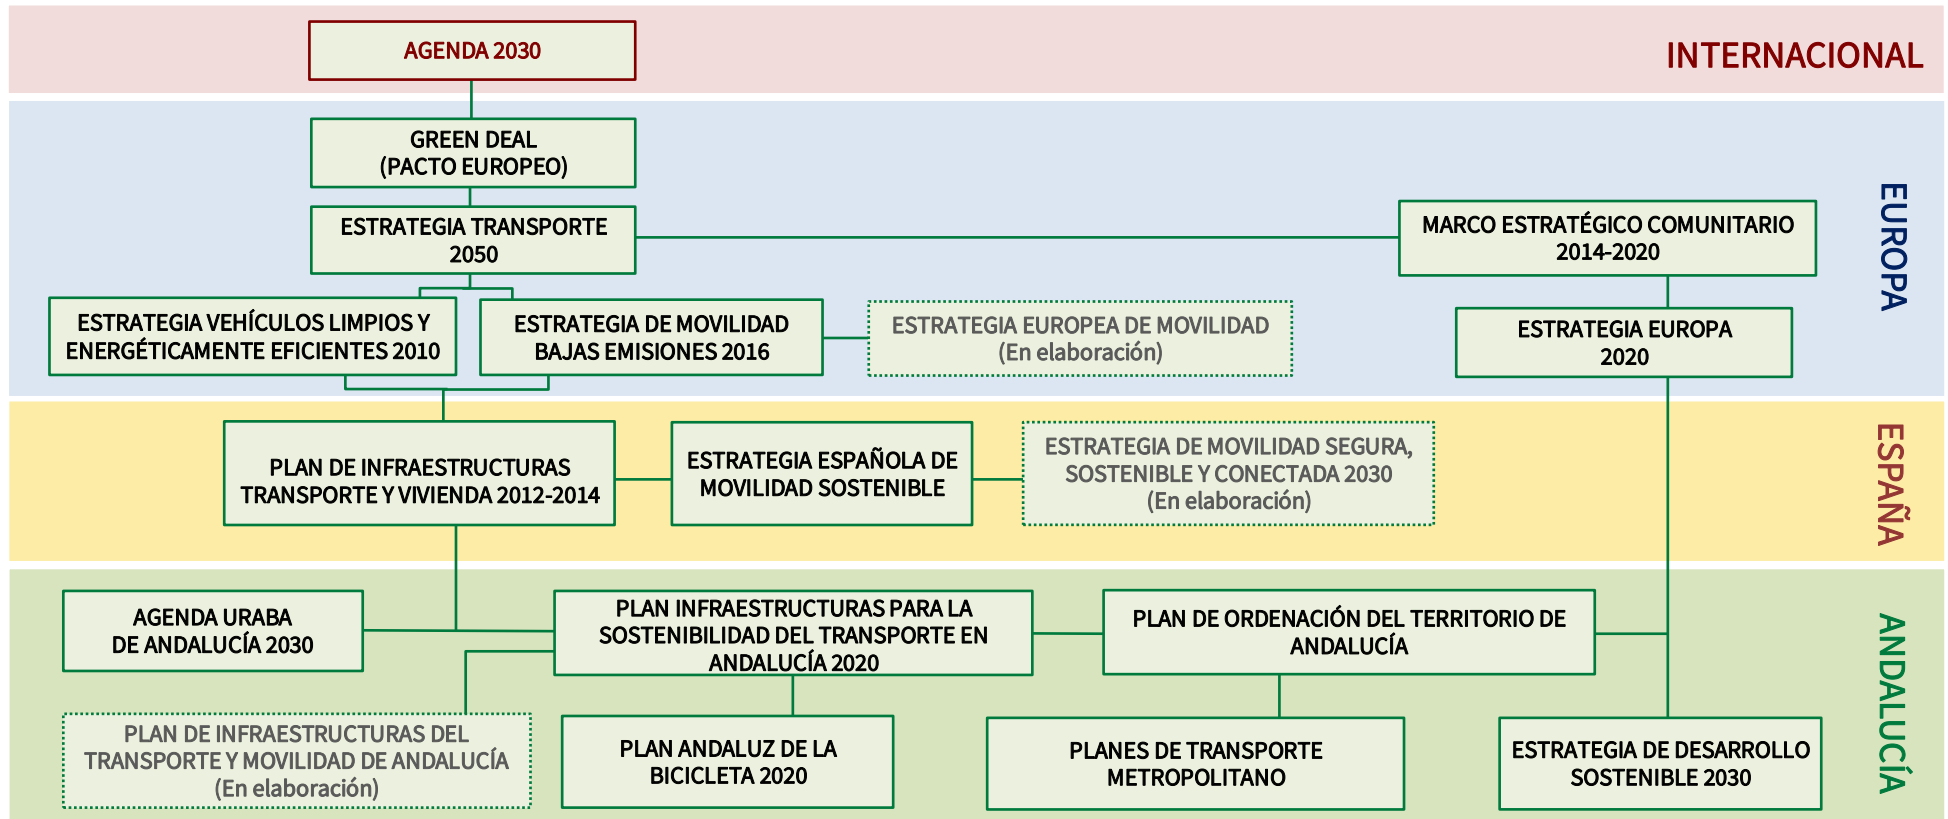 AGENDA 2030
INTERNACIONAL
GREEN DEAL
(PACTO EUROPEO)
ESTRATEGIA TRANSPORTE
2050
MARCO ESTRATÉGICO COMUNITARIO
2014-2020
EUROPA
ESTRATEGIA VEHÍCULOS LIMPIOS Y
ENERGÉTICAMENTE EFICIENTES 2010
ESTRATEGIA DE MOVILIDAD
BAJAS EMISIONES 2016
ESTRATEGIA EUROPEA DE MOVILIDAD
(En elaboración)
ESTRATEGIA EUROPA
2020
PLAN DE INFRAESTRUCTURAS
TRANSPORTE Y VIVIENDA 2012-2014
ESTRATEGIA ESPAÑOLA DE
MOVILIDAD SOSTENIBLE
ESTRATEGIA DE MOVILIDAD SEGURA,
SOSTENIBLE Y CONECTADA 2030
(En elaboración)
ESPAÑA
AGENDA URABA
DE ANDALUCÍA 2030
PLAN INFRAESTRUCTURAS PARA LA
SOSTENIBILIDAD DEL TRANSPORTE EN
ANDALUCÍA 2020
PLAN DE ORDENACIÓN DEL TERRITORIO DE
ANDALUCÍA
ANDALUCÍA
PLAN DE INFRAESTRUCTURAS DEL
TRANSPORTE Y MOVILIDAD DE ANDALUCÍA
(En elaboración)
PLAN ANDALUZ DE LA
BICICLETA 2020
PLANES DE TRANSPORTE
METROPOLITANO
ESTRATEGIA DE DESARROLLO
SOSTENIBLE 2030